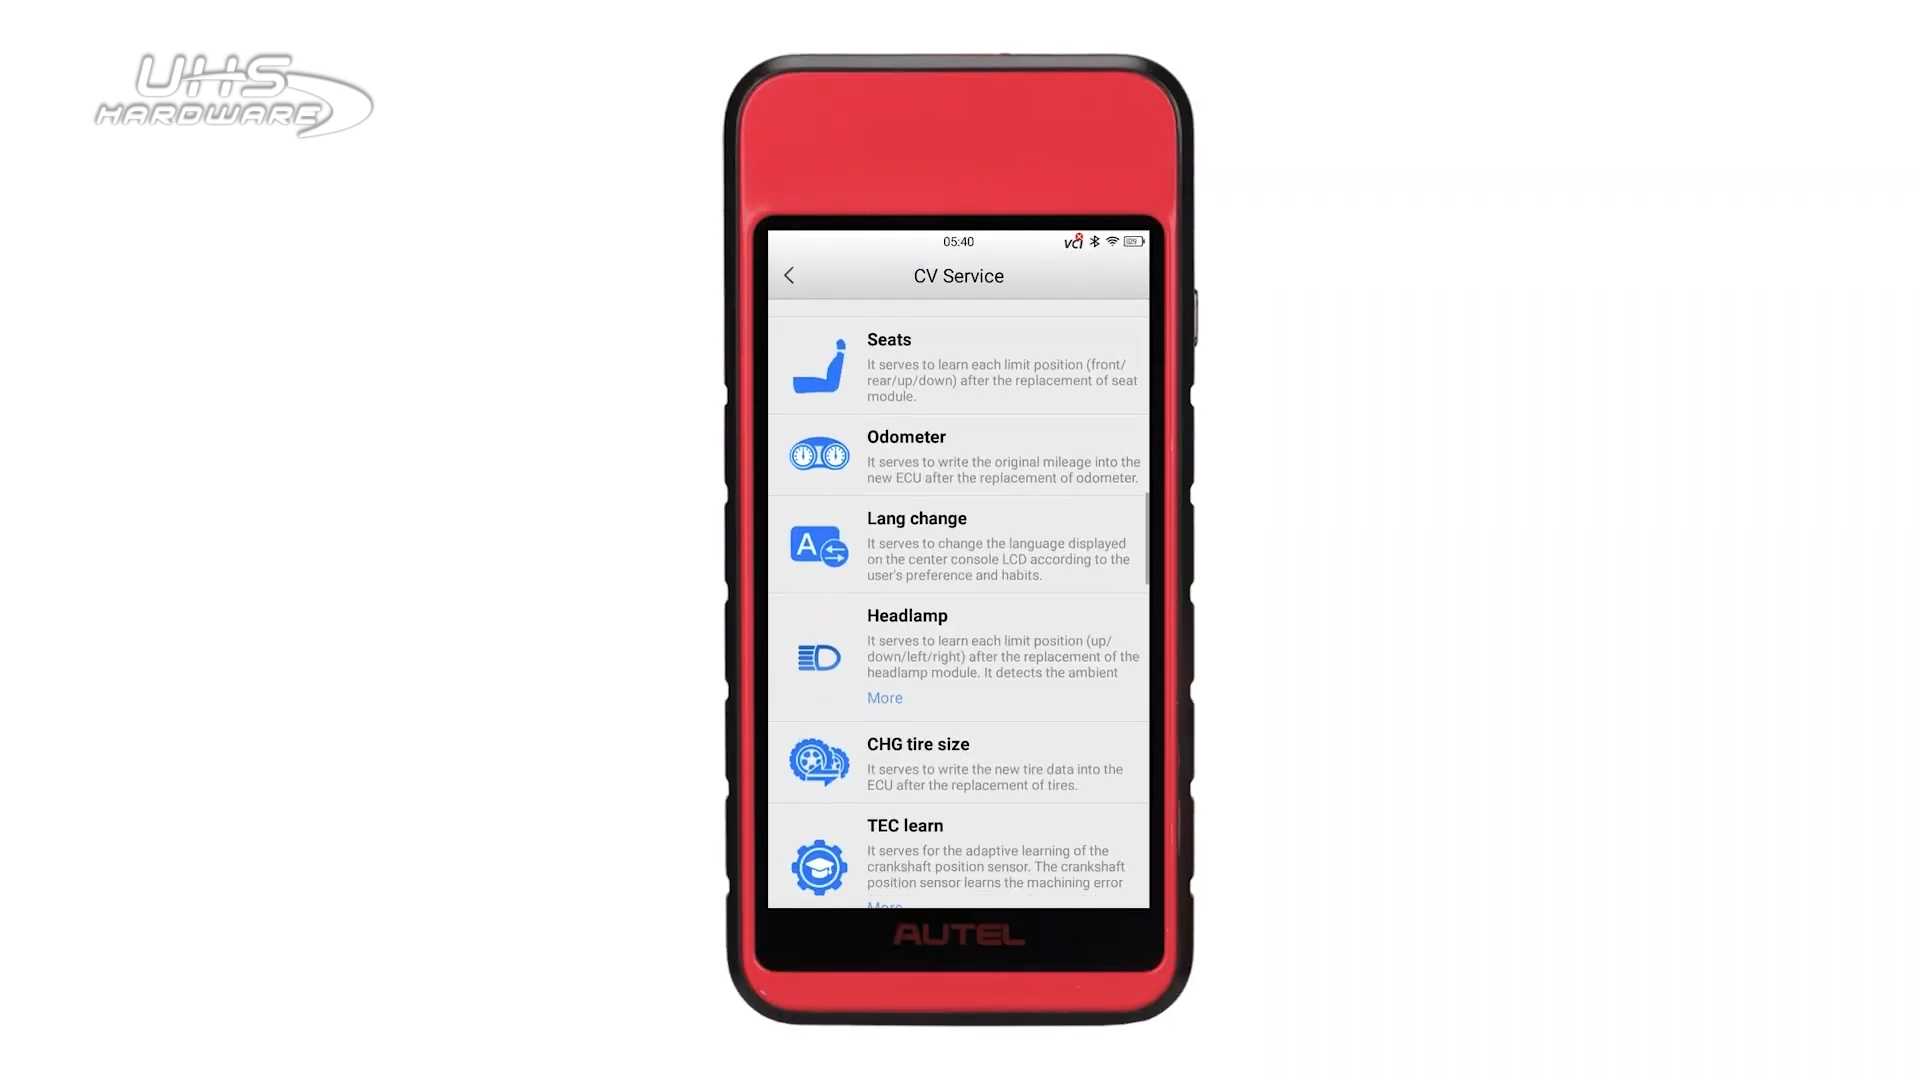 UHS
HARDWARE
05:40
VCI
29
CV Service
Seats
It serves to learn each limit position (front/
rear/up/down) after the replacement of seat
module.
Odometer
It serves to write the original mileage into the
new ECU after the replacement of odometer.
A
Lang change
It serves to change the language displayed
on the center console LCD according to the
user's preference and habits.
Headlamp
It serves to learn each limit position (up/
down/left/right) after the replacement of the
headlamp module. It detects the ambient
More
CHG tire size
It serves to write the new tire data into the
ECU after the replacement of tires.
TEC learn
It serves for the adaptive learning of the
crankshaft position sensor. The crankshaft
position sensor learns the machining error
More
AUTEL